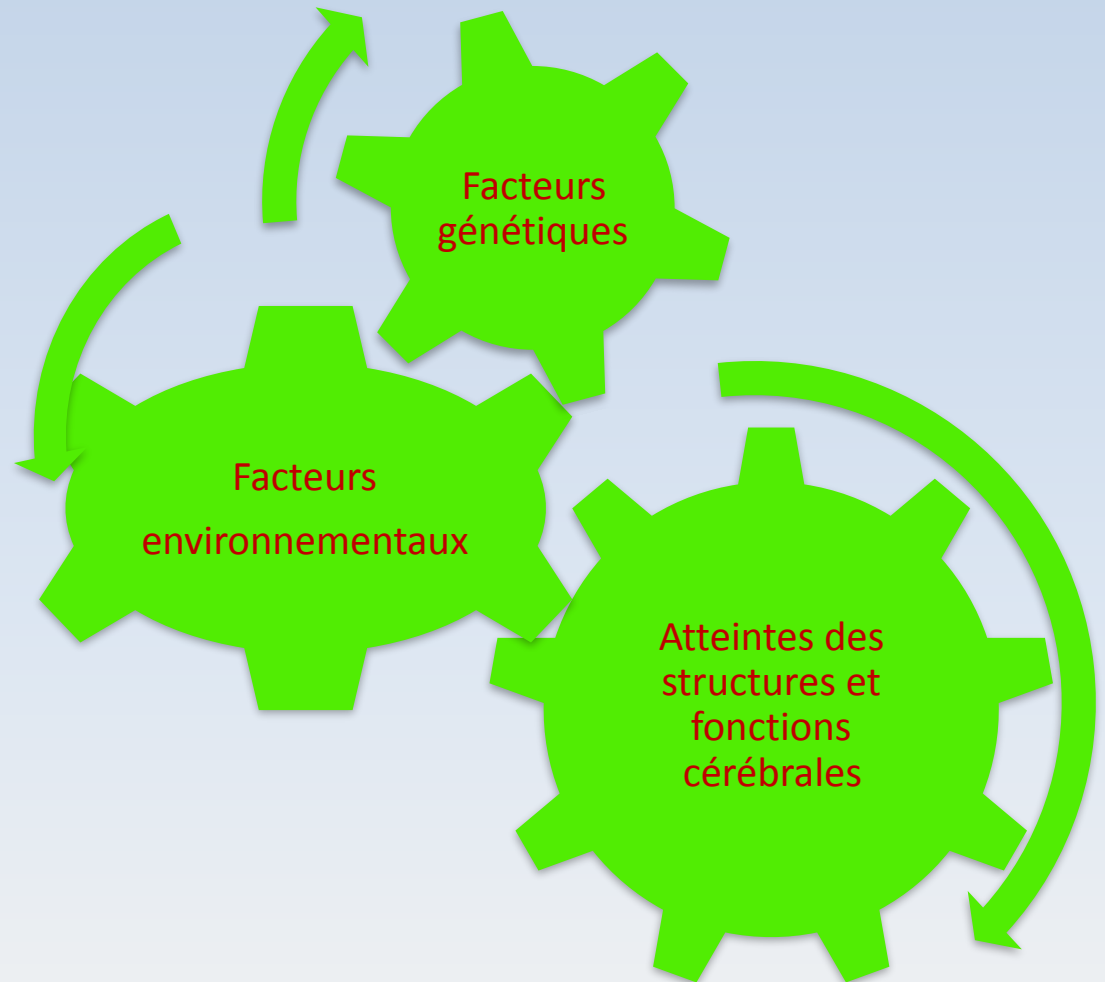 Facteurs
génétiques
Facteurs
environnementaux
Atteintes des
structures et
fonctions
cérébrales